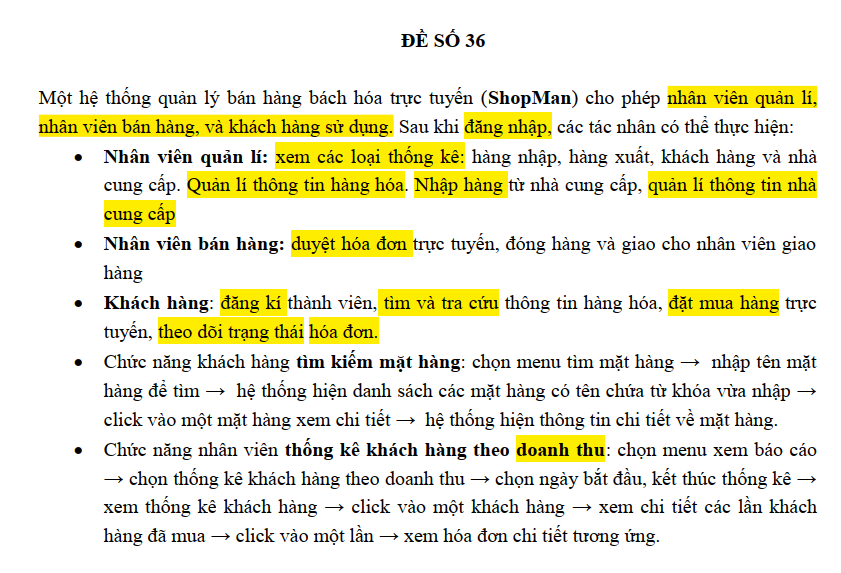 ĐỀ SỐ 36
Một hệ thống quản lý bán hàng bách hóa trực tuyến (ShopMan) cho phép nhân viên quản lí,
nhân viên bán hàng, và khách hàng sử dụng. Sau khi đăng nhập, các tác nhân có thể thực hiện:
• Nhân viên quản lí: xem các loại thống kê: hàng nhập, hàng xuất, khách hàng và nhà
cung cấp. Quản lí thông tin hàng hóa. Nhập hàng từ nhà cung cấp, quản lí thông tin nhà
cung cấp
• Nhân viên bán hàng: duyệt hóa đơn trực tuyến, đóng hàng và giao cho nhân viên giao
hàng
• Khách hàng: đăng kí thành viên, tìm và tra cứu thông tin hàng hóa, đặt mua hàng trực
tuyến, theo dõi trạng thái hóa đơn.
• Chức năng khách hàng tìm kiếm mặt hàng: chọn menu tìm mặt hàng → nhập tên mặt
hàng để tìm → hệ thống hiện danh sách các mặt hàng có tên chứa từ khóa vừa nhập →
click vào một mặt hàng xem chi tiết → hệ thống hiện thông tin chi tiết về mặt hàng.
• Chức năng nhân viên thống kê khách hàng theo doanh thu: chọn menu xem báo cáo
→ chọn thống kê khách hàng theo doanh thu → chọn ngày bắt đầu, kết thúc thống kê →
xem thống kê khách hàng → click vào một khách hàng → xem chi tiết các lần khách
hàng đã mua → click vào một lần → xem hóa đơn chi tiết tương ứng.